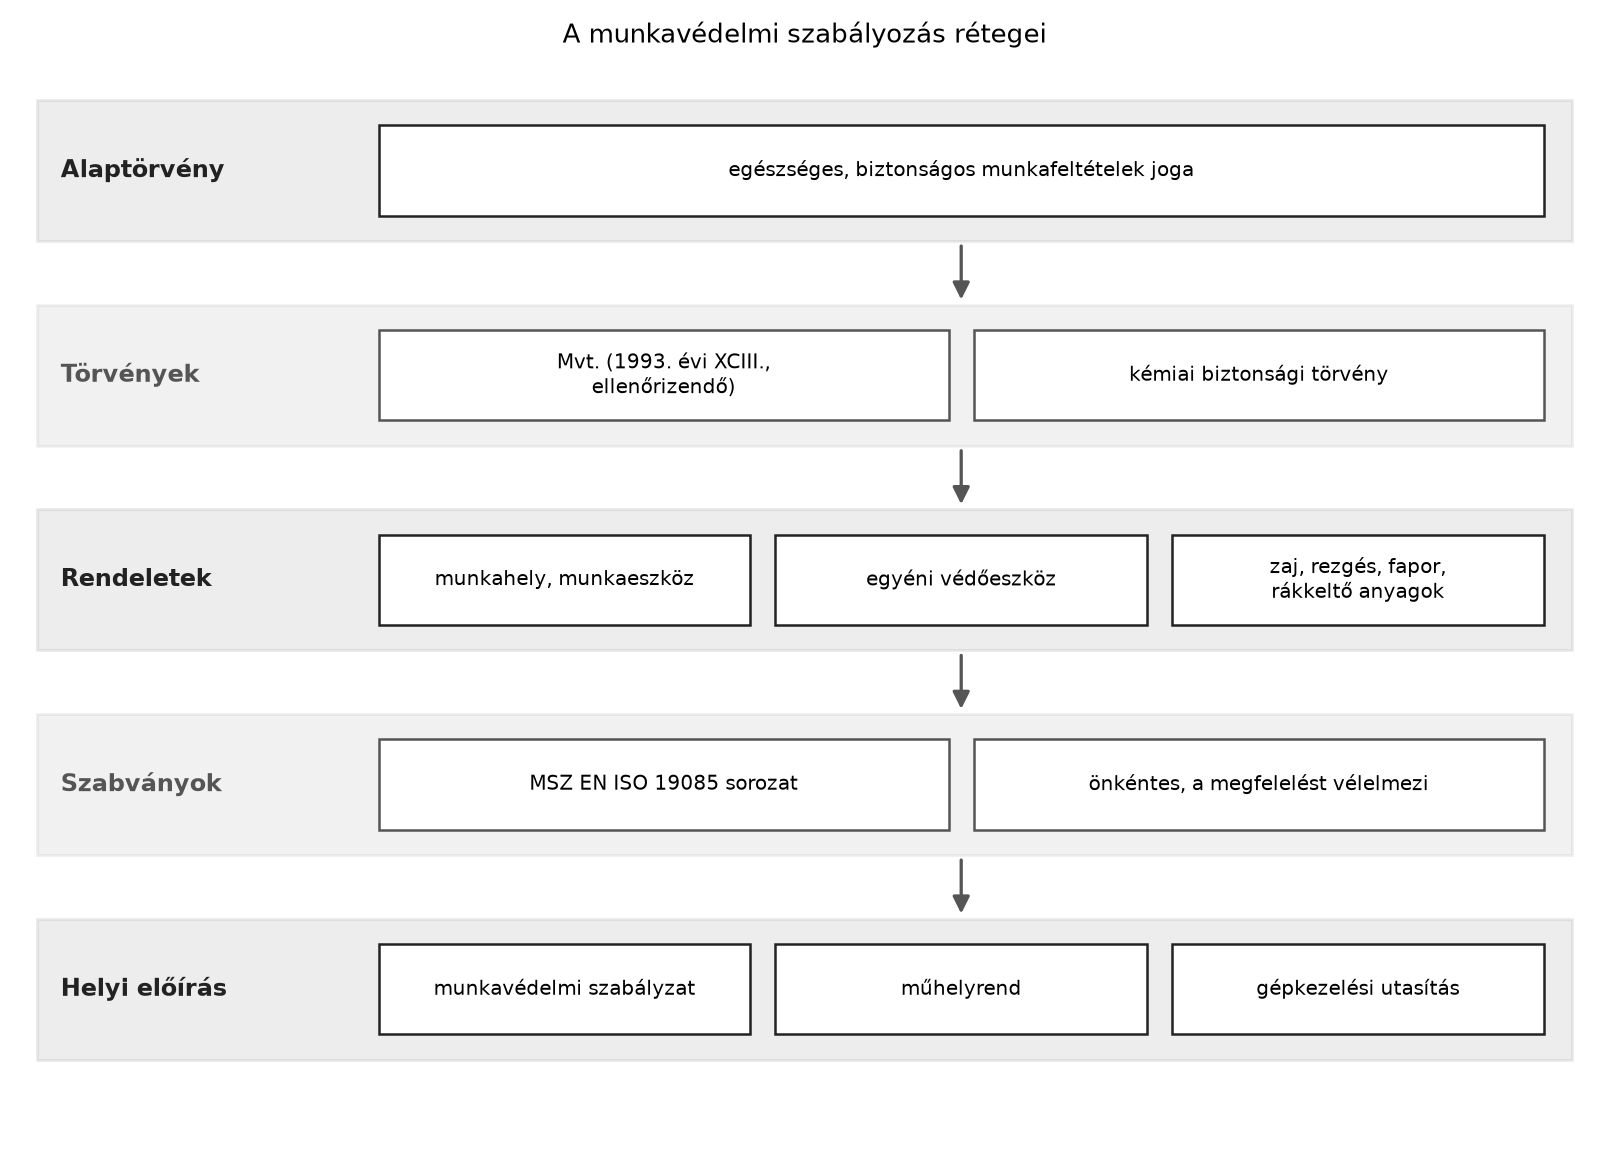 A munkavédelmi szabályozás rétegei
Alaptörvény
egészséges, biztonságos munkafeltételek joga
Törvények
Mvt. (1993. évi XCIII.,
ellenőrizendő)
kémiai biztonsági törvény
Rendeletek
munkahely, munkaeszköz
egyéni védőeszköz
zaj, rezgés, fapor,
rákkeltő anyagok
Szabványok
MSZ EN ISO 19085 sorozat
önkéntes, a megfelelést vélelmezi
Helyi előírás
munkavédelmi szabályzat
műhelyrend
gépkezelési utasítás